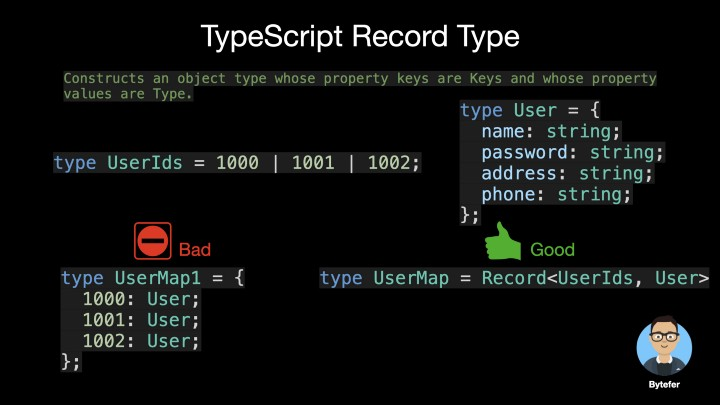 TypeScript Record Type
Constructs an object type whose property keys are Keys and whose property
values are Type.
type User = {
name: string;
password: string;
address: string;
phone: string;
};
type UserIds = 1000 | 1001 | 1002;
Bad
type UserMap1 = {
1000: User;
1001: User;
1002: User;
};
Good
type UserMap = Record<UserIds, User>
Bytefer